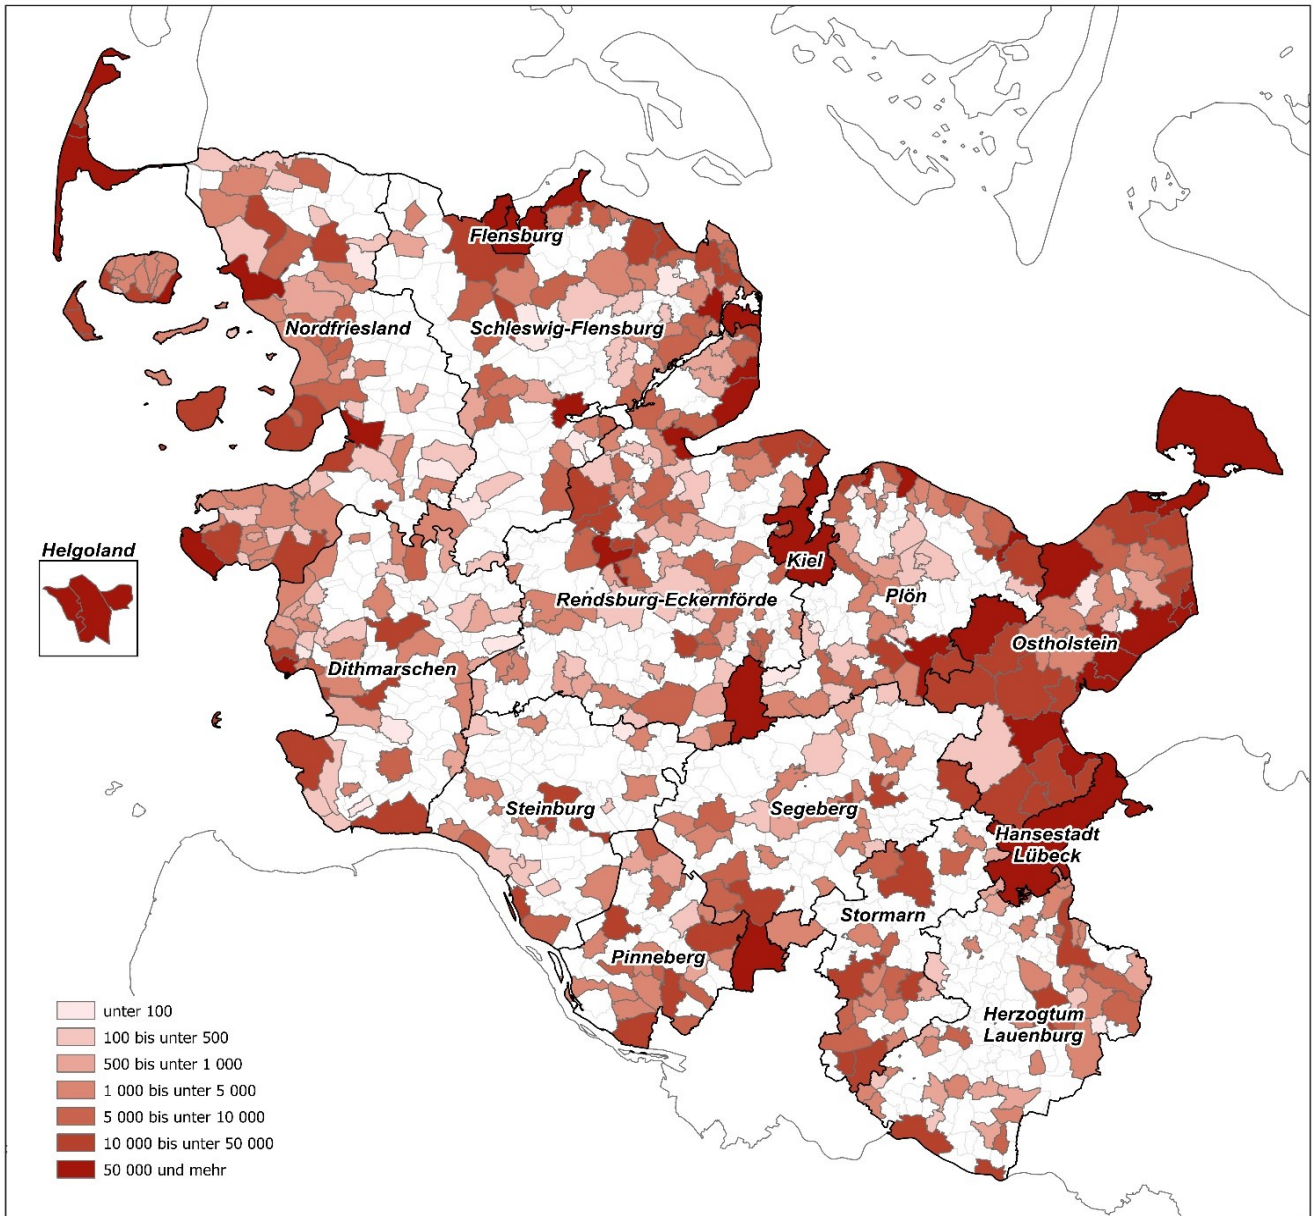 Flensburg
Nordfriesland
Schleswig-Flensburg
Helgoland
Kiel
Rendsburg-Eckernförde
Plön
Ostholstein
Dithmarschen
Steinburg
Segeberg
Hansestadt
Lübeck
Stormarn
Pinneberg
Herzogtum
Lauenburg
unter 100
100 bis unter 500
500 bis unter 1 000
1 000 bis unter 5 000
5 000 bis unter 10 000
10 000 bis unter 50 000
50 000 und mehr